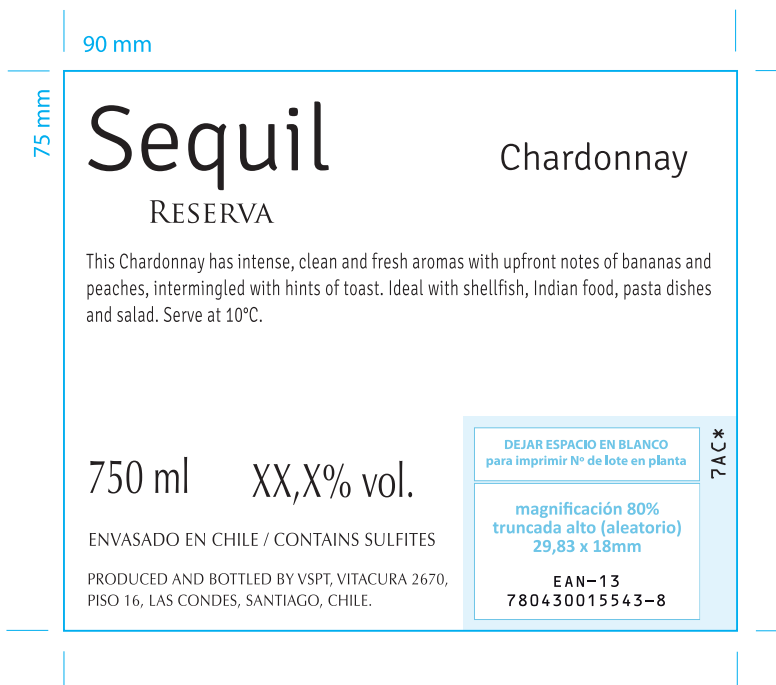 90 mm
75 mm
Sequil
Chardonnay
RESERVA
This Chardonnay has intense, clean and fresh aromas with upfront notes of bananas and
peaches, intermingled with hints of toast. Ideal with shellfish, Indian food, pasta dishes
and salad. Serve at 10°C.
750 ml
XX,X% vol.
ENVASADO EN CHILE / CONTAINS SULFITES
PRODUCED AND BOTTLED BY VSPT, VITACURA 2670,
PISO 16, LAS CONDES, SANTIAGO, CHILE.
DEJAR ESPACIO EN BLANCO
para imprimir Nº de lote en planta
7AC*
magnificación 80%
truncada alto (aleatorio)
29,83 x 18mm
EAN-13
780430015543-8